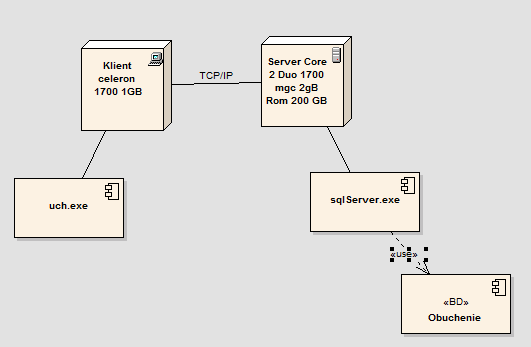 Klient
celeron
1700 1GB
TCP/IP
Server Core
2 Duo 1700
mgc 2gB
Rom 200 GB
uch.exe
sqlServer.exe
«use»
«BD»
Obuchenie